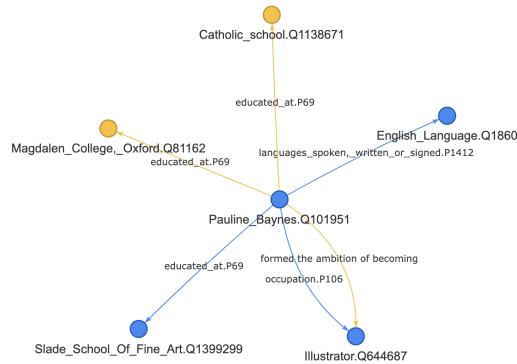 Catholic_school.Q1138671
educated_at.P69
English_Language.Q1860
Magdalen_College,_Oxford.Q81162
languages_spoken,_written_or_signed.P1412
educated_at.P69
Pauline_Baynes.Q101951
formed the ambition of becoming
educated_at.P69
occupation.P106
Slade_School_Of_Fine_Art.Q1399299
Illustrator.Q644687